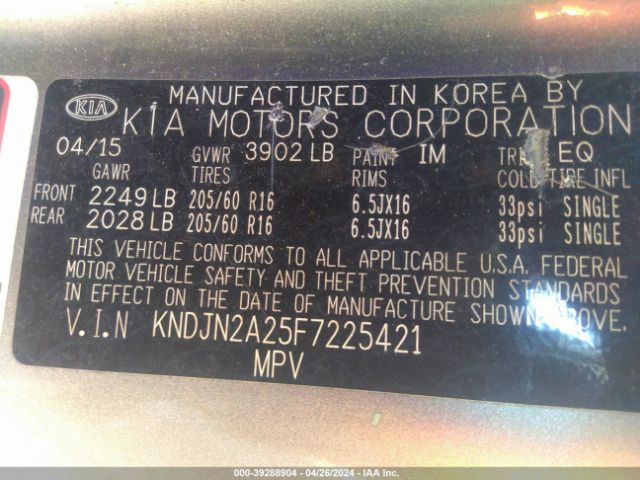 MANUFACTURED IN KOREA BY
KIA KIA MOTORS CORPORATION
04/15 GVWR 3902 LB PAINT IM TRIM EQ
GAWR TIRES RIMS COLD TIRE INFL
FRONT 2249 LB 205/60 R16 6.5JX16 33psi SINGLE
REAR 2028 LB 205/60 R16 6.5JX16 33psi SINGLE
THIS VEHICLE CONFORMS TO ALL APPLICABLE U.S.A. FEDERAL
MOTOR VEHICLE SAFETY AND THEFT PREVENTION STANDARDS
IN EFFECT ON THE DATE OF MANUFACTURE SHOWN ABOVE.
V.I.N KNDJN2A25F7225421
MPV
000-39288904 - 04/26/2024 - IAA Inc.